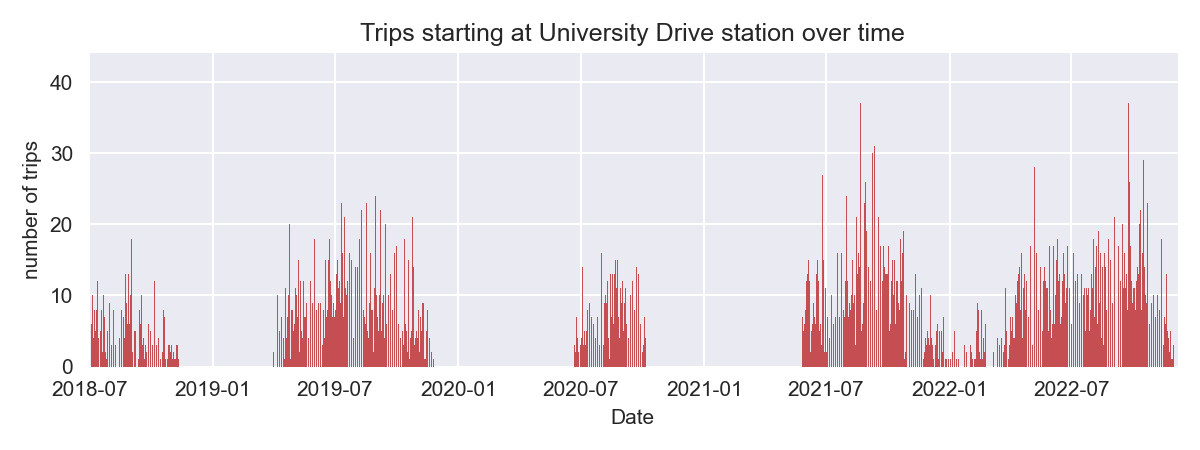 Trips starting at University Drive station over time
number of trips
40
30
20
10
0
2018-07 2019-01 2019-07 2020-01 2020-07 2021-01 2021-07 2022-01 2022-07
Date